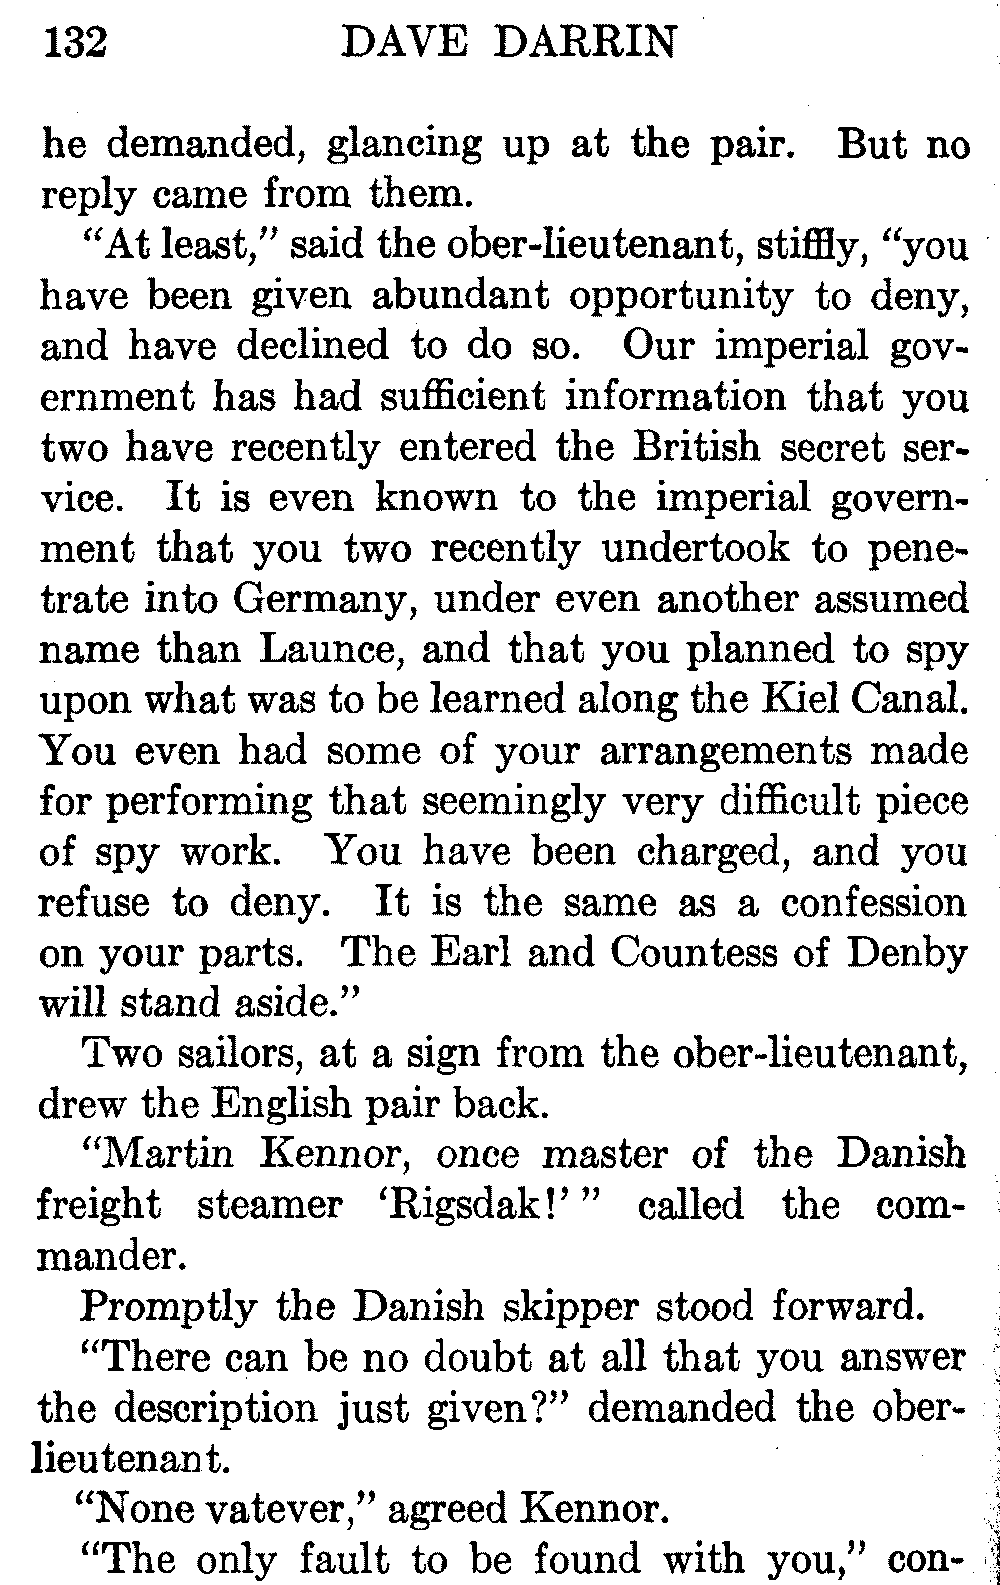 132 DAVE DARRIN
he demanded, glancing up at the pair. But no
reply came from them.
“At least,” said the ober-lieutenant, stiffly, “you
have been given abundant opportunity to deny,
and have declined to do so. Our imperial gov-
ernment has had sufficient information that you
two have recently entered the British secret ser-
vice. It is even known to the imperial govern-
ment that you two recently undertook to pene-
trate into Germany, under even another assumed
name than Launce, and that you planned to spy
upon what was to be learned along the Kiel Canal.
You even had some of your arrangements made
for performing that seemingly very difficult piece
of spy work. You have been charged, and you
refuse to deny. It is the same as a confession
on your parts. The Earl and Countess of Denby
will stand aside.”
Two sailors, at a sign from the ober-lieutenant,
drew the English pair back.
“Martin Kennor, once master of the Danish
freight steamer ‘Rigsdak!’ ” called the com-
mander.
Promptly the Danish skipper stood forward.
“There can be no doubt at all that you answer
the description just given?” demanded the ober-
lieutenant.
“None vatever,” agreed Kennor.
“The only fault to be found with you,” con-